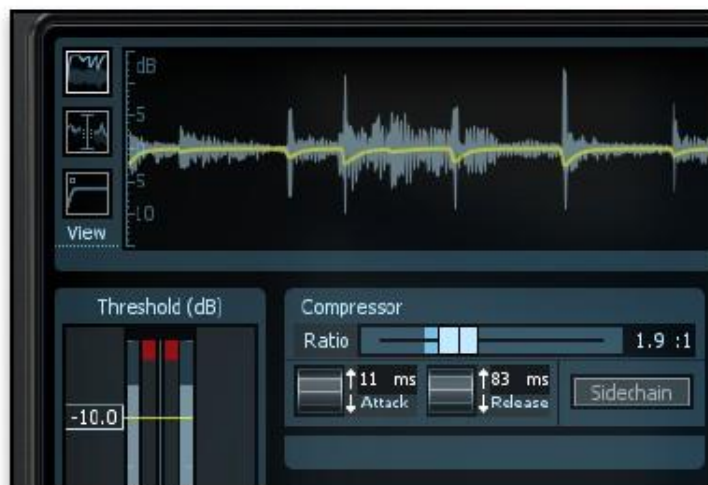 dB
5
0
5
10
View
Threshold (dB)
-10.0
Compressor
Ratio 1.9 :1
11 ms
Attack
83 ms
Release
Sidechain